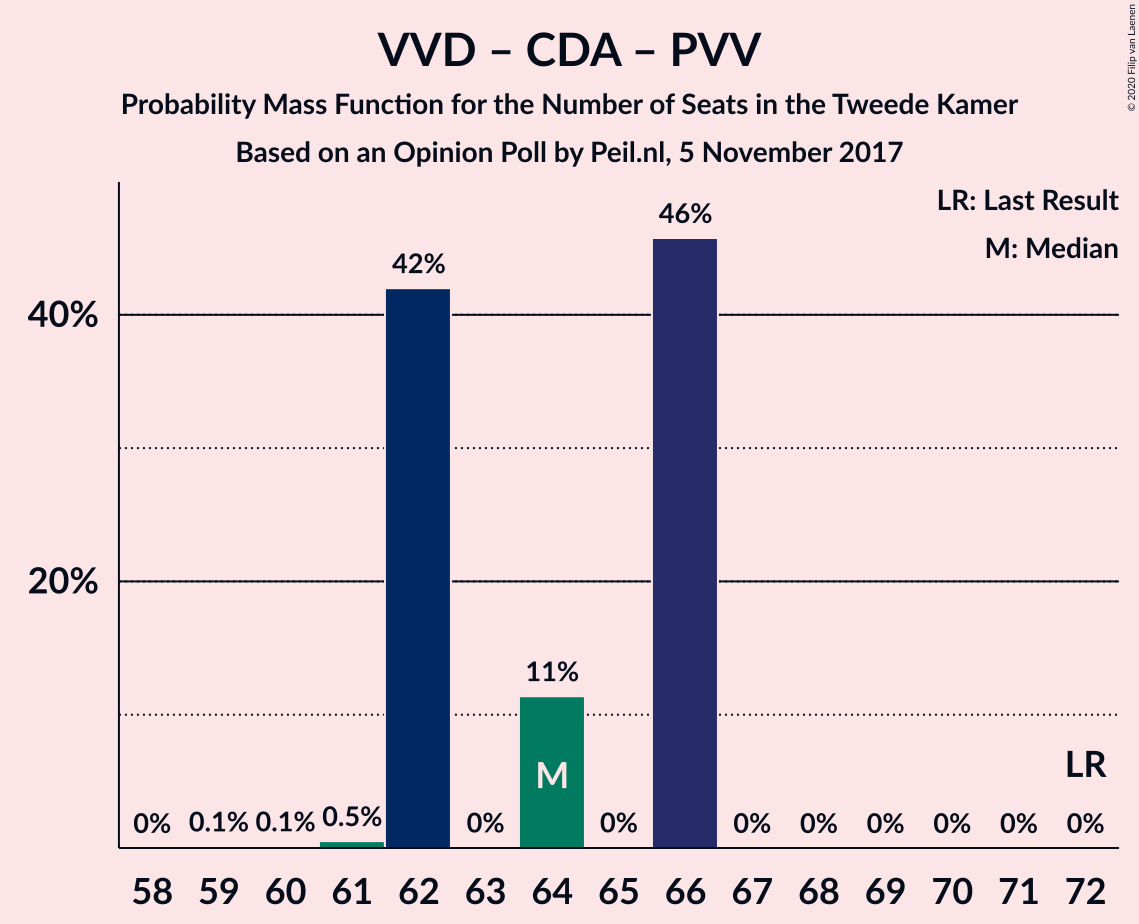 VVD – CDA – PVV
Probability Mass Function for the Number of Seats in the Tweede Kamer
Based on an Opinion Poll by Peil.nl, 5 November 2017
© 2020 Filip van Laenen
LR: Last Result
M: Median
46%
42%
40%
20%
11%
M
LR
0% 0.1% 0.1% 0.5% 0% 0% 0% 0% 0% 0% 0% 0%
58 59 60 61 62 63 64 65 66 67 68 69 70 71 72